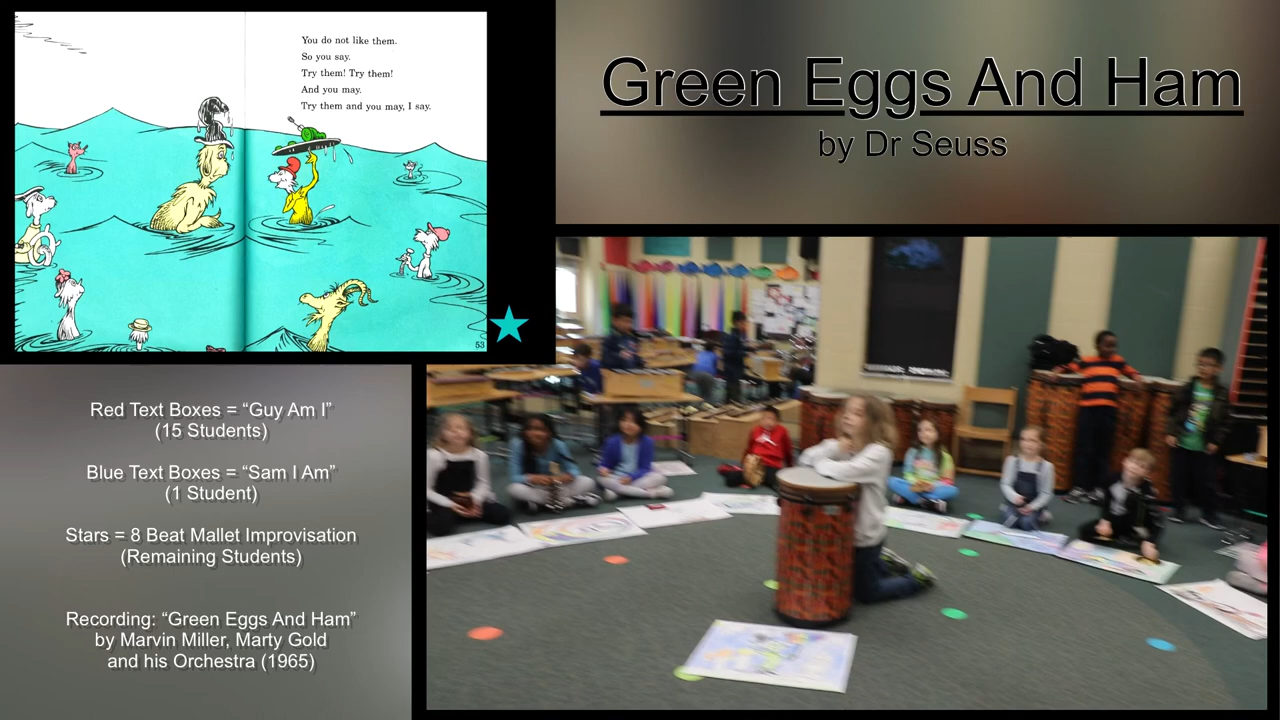 You do not like them.
So you say.
Try them! Try them!
And you may.
Try them and you may, I say.
53
Green Eggs And Ham
by Dr Seuss
Red Text Boxes = “Guy Am I”
(15 Students)
Blue Text Boxes = “Sam I Am”
(1 Student)
Stars = 8 Beat Mallet Improvisation
(Remaining Students)
Recording: “Green Eggs And Ham”
by Marvin Miller, Marty Gold
and his Orchestra (1965)